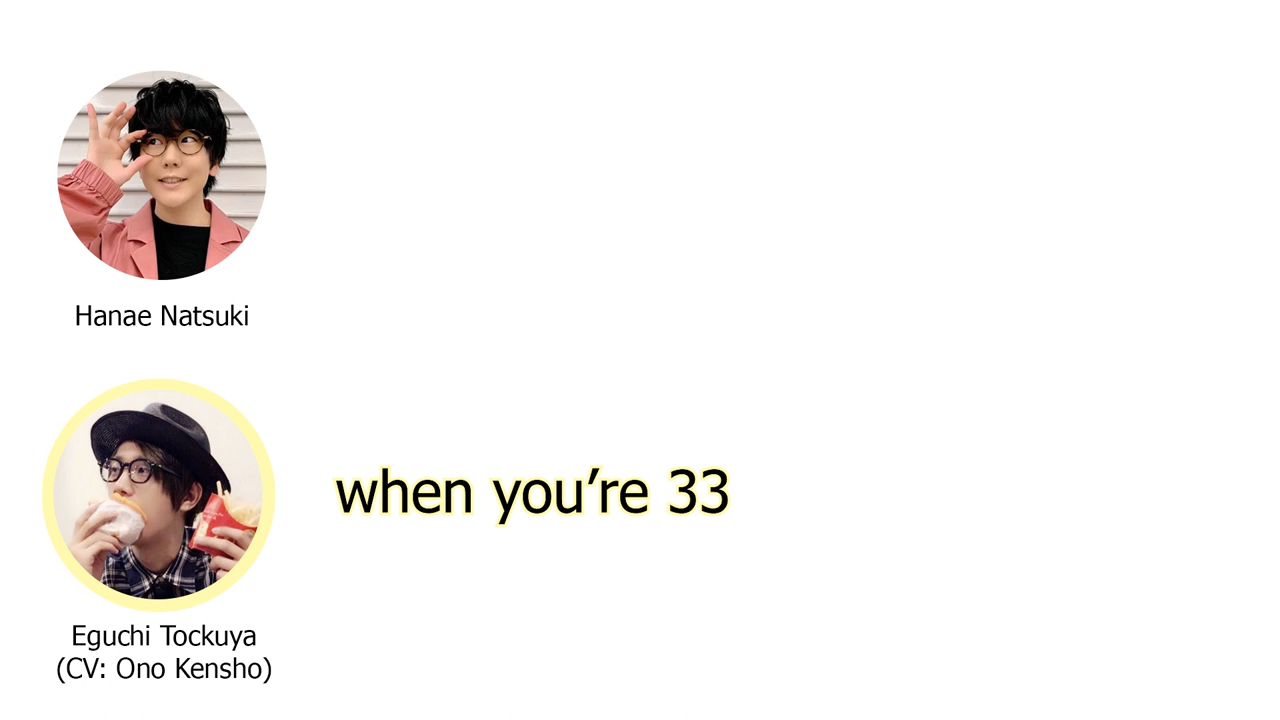 Hanae Natsuki
when you’re 33
Eguchi Tockuya
(CV: Ono Kensho)